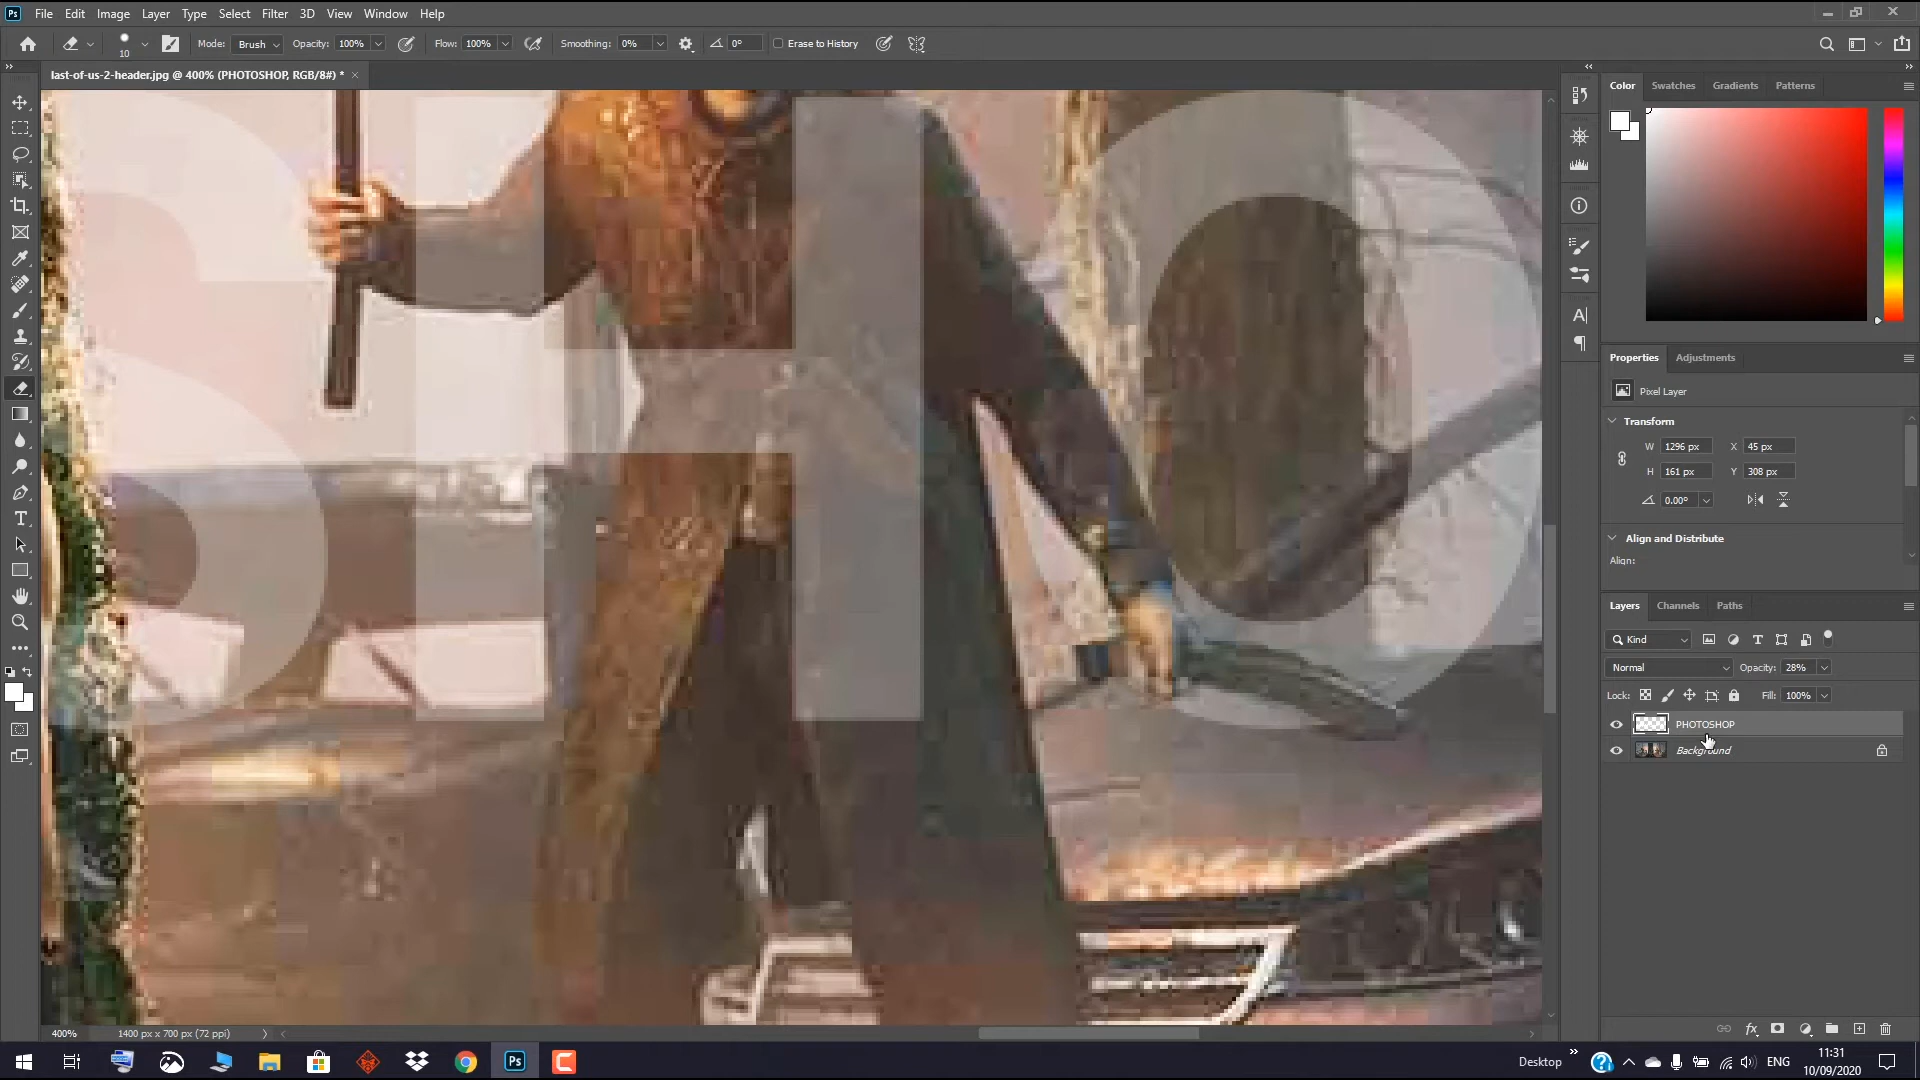 Ps File Edit Image Layer Type Select Filter 3D View Window Help
10 Mode: Brush Opacity: 100% Flow: 100% Smoothing: 0% 0° Erase to History
last-of-us-2-header.jpg @ 400% (PHOTOSHOP, RGB/8#) * ×
Color Swatches Gradients Patterns
Properties Adjustments
Pixel Layer
Transform
W 1296 px X 45 px
H 161 px Y 308 px
0.00°
Align and Distribute
Align:
Layers Channels Paths
Kind
Normal Opacity: 28%
Lock: Fill: 100%
PHOTOSHOP
Background
SHO
400% 1400 px x 700 px (72 ppi)
Ps Desktop ENG 11:31
10/09/2020